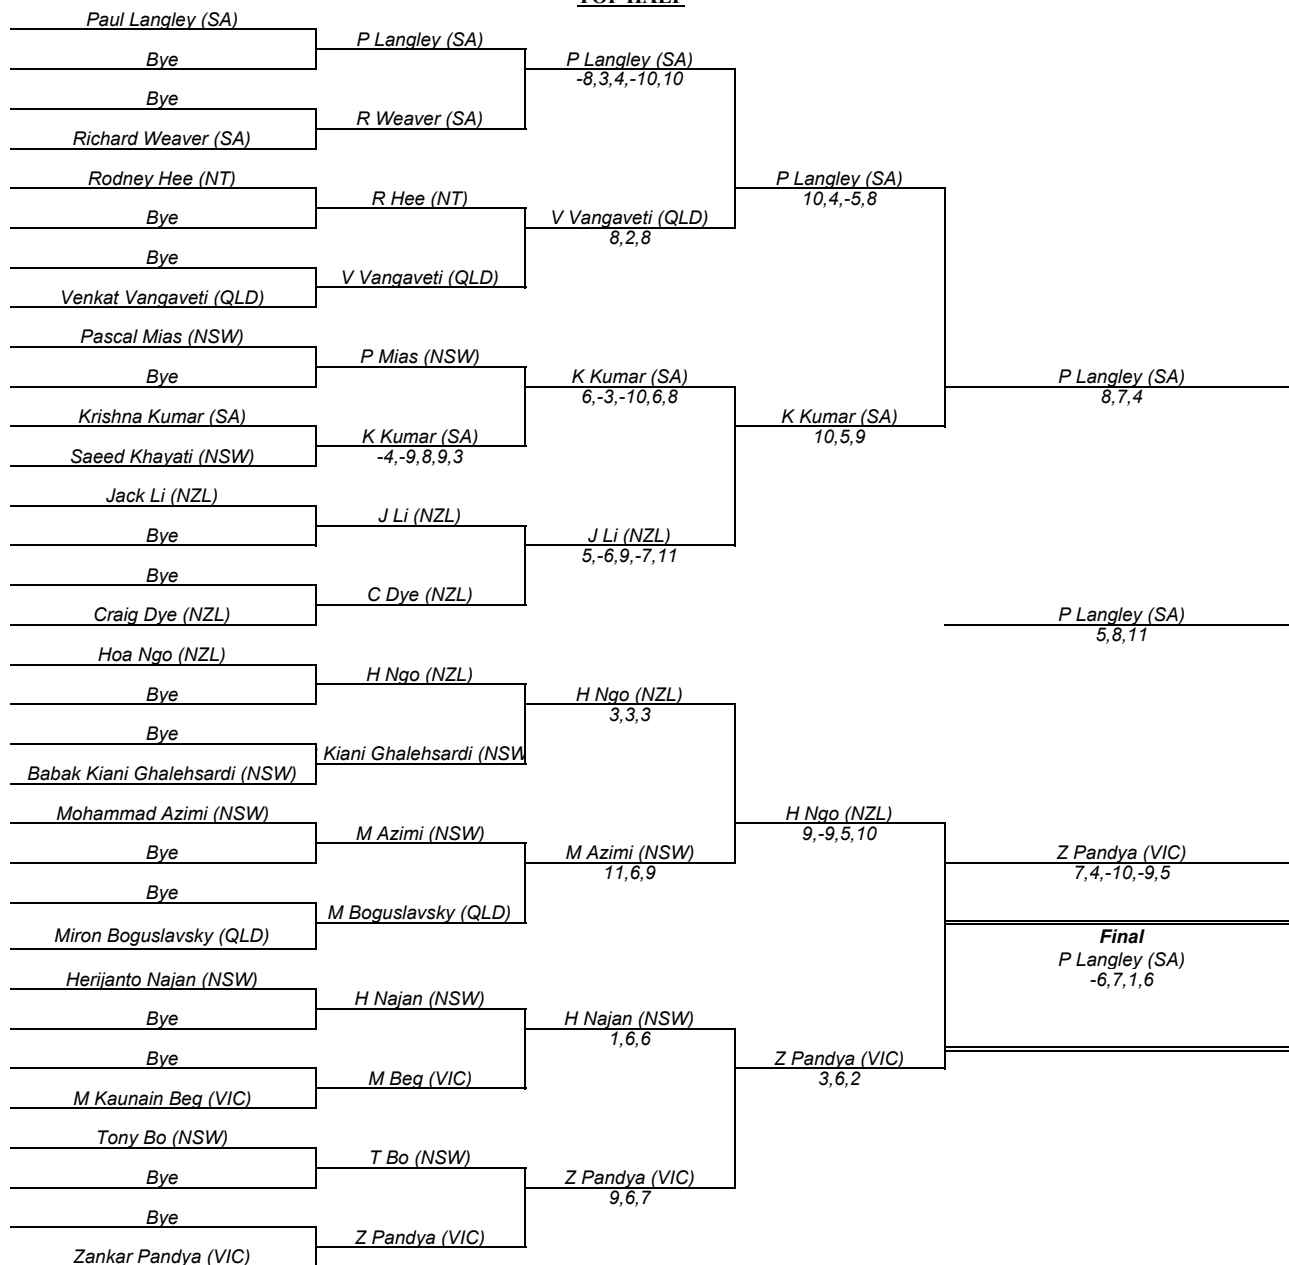 TOP HALF
Paul Langley (SA)
Bye
Bye
Richard Weaver (SA)
Rodney Hee (NT)
Bye
Bye
Venkat Vangaveti (QLD)
Pascal Mias (NSW)
Bye
Krishna Kumar (SA)
Saeed Khayati (NSW)
Jack Li (NZL)
Bye
Bye
Craig Dye (NZL)
Hoa Ngo (NZL)
Bye
Bye
Babak Kiani Ghalehsardi (NSW)
Mohammad Azimi (NSW)
Bye
Bye
Miron Boguslavsky (QLD)
Herijanto Najan (NSW)
Bye
Bye
M Kaunain Beg (VIC)
Tony Bo (NSW)
Bye
Bye
Zankar Pandya (VIC)
P Langley (SA)
R Weaver (SA)
R Hee (NT)
V Vangaveti (QLD)
P Mias (NSW)
K Kumar (SA)
-4,-9,8,9,3
J Li (NZL)
C Dye (NZL)
H Ngo (NZL)
Kiani Ghalehsardi (NSW
M Azimi (NSW)
M Boguslavsky (QLD)
H Najan (NSW)
M Beg (VIC)
T Bo (NSW)
Z Pandya (VIC)
P Langley (SA)
-8,3,4,-10,10
V Vangaveti (QLD)
8,2,8
K Kumar (SA)
6,-3,-10,6,8
J Li (NZL)
5,-6,9,-7,11
H Ngo (NZL)
3,3,3
M Azimi (NSW)
11,6,9
H Najan (NSW)
1,6,6
Z Pandya (VIC)
9,6,7
P Langley (SA)
10,4,-5,8
K Kumar (SA)
10,5,9
H Ngo (NZL)
9,-9,5,10
Z Pandya (VIC)
3,6,2
P Langley (SA)
8,7,4
P Langley (SA)
5,8,11
Z Pandya (VIC)
7,4,-10,-9,5
Final
P Langley (SA)
-6,7,1,6